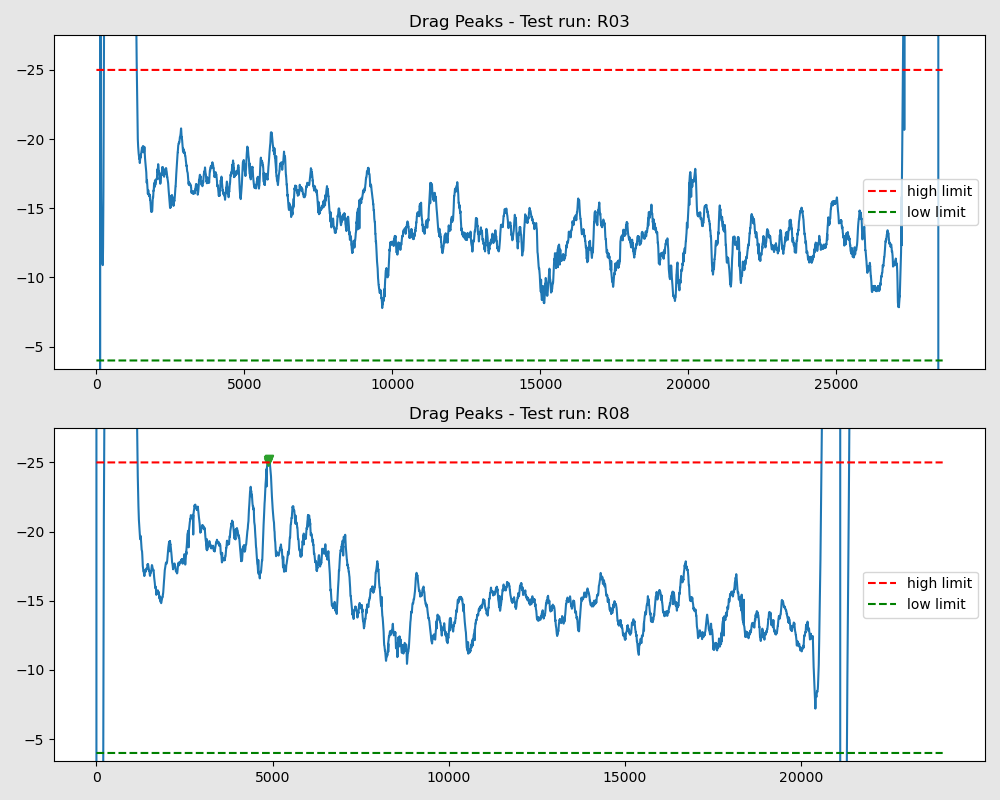 Drag Peaks - Test run: R03
−25
−20
−15
−10
−5
high limit
low limit
0 5000 10000 15000 20000 25000
Drag Peaks - Test run: R08
−25
−20
−15
−10
−5
high limit
low limit
0 5000 10000 15000 20000